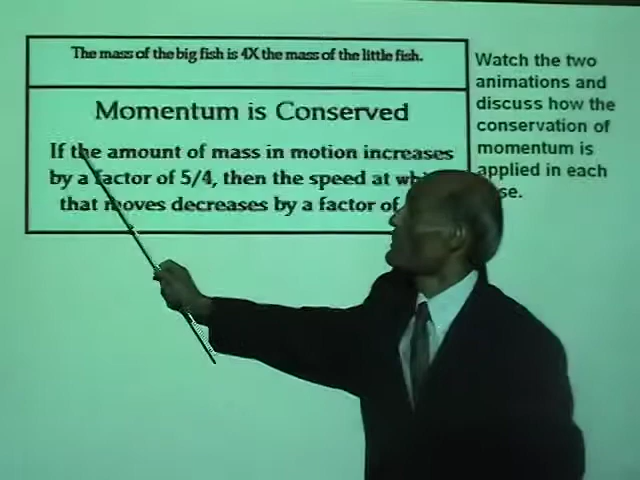 The mass of the big fish is 4X the mass of the little fish.
Momentum is Conserved
If the amount of mass in motion increases
by a factor of 5/4, then the speed at
that moves decreases by a factor of
Watch the two
animations and
discuss how the
conservation of
momentum is
applied in each